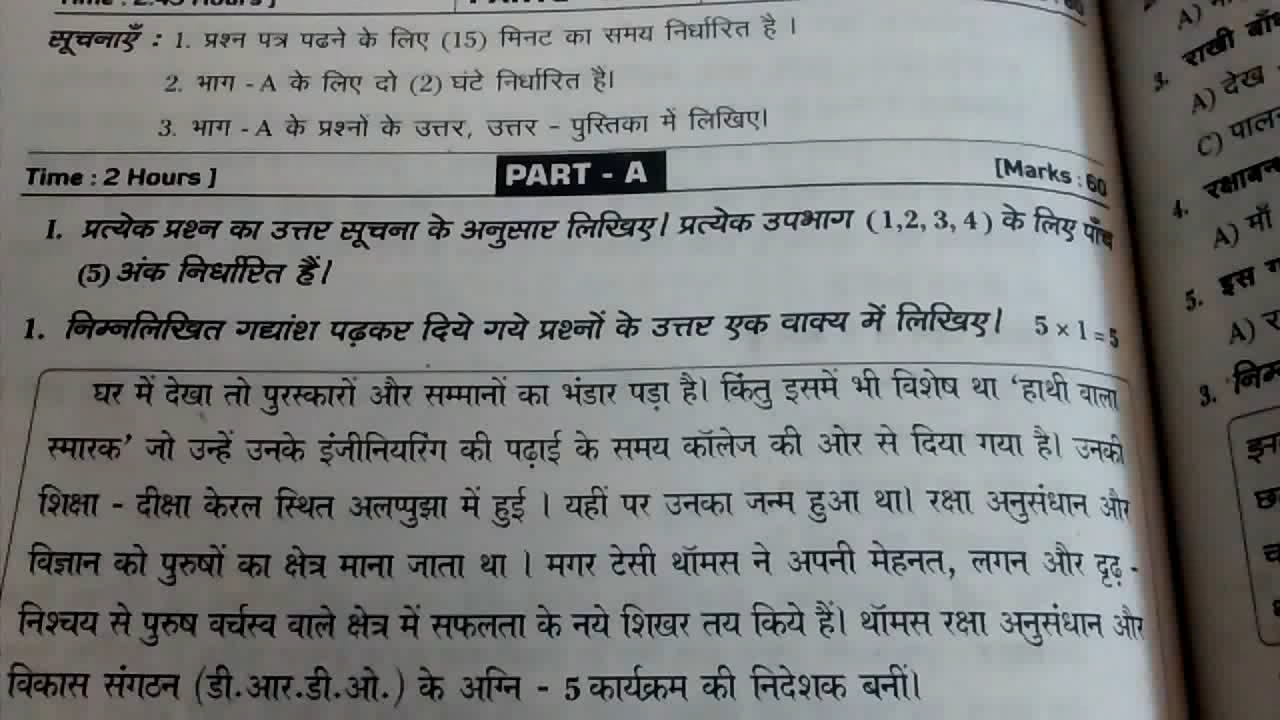 सूचनाएँ : 1. प्रश्न पत्र पढने के लिए (15) मिनट का समय निर्धारित है ।
2. भाग - A के लिए दो (2) घंटे निर्धारित हैं।
3. भाग - A के प्रश्नों के उत्तर, उत्तर - पुस्तिका में लिखिए।
Time : 2 Hours ] PART - A [Marks : 60
I. प्रत्येक प्रश्न का उत्तर सूचना के अनुसार लिखिए। प्रत्येक उपभाग (1,2, 3, 4 ) के लिए पाँच
(5) अंक निर्धारित हैं।
1. निम्नलिखित गद्यांश पढ़कर दिये गये प्रश्नों के उत्तर एक वाक्य में लिखिए। 5 × 1 = 5
घर में देखा तो पुरस्कारों और सम्मानों का भंडार पड़ा है। किंतु इसमें भी विशेष था ‘हाथी वाला
स्मारक’ जो उन्हें उनके इंजीनियरिंग की पढ़ाई के समय कॉलेज की ओर से दिया गया है। उनकी
शिक्षा - दीक्षा केरल स्थित अलप्पुझा में हुई । यहीं पर उनका जन्म हुआ था। रक्षा अनुसंधान और
विज्ञान को पुरुषों का क्षेत्र माना जाता था । मगर टेसी थॉमस ने अपनी मेहनत, लगन और दृढ़ -
निश्चय से पुरुष वर्चस्व वाले क्षेत्र में सफलता के नये शिखर तय किये हैं। थॉमस रक्षा अनुसंधान और
विकास संगठन (डी.आर.डी.ओ.) के अग्नि - 5 कार्यक्रम की निदेशक बनीं।
A)
3. राखी
A) देख
C)
4.
A) माँ
5. इस
A)
3.